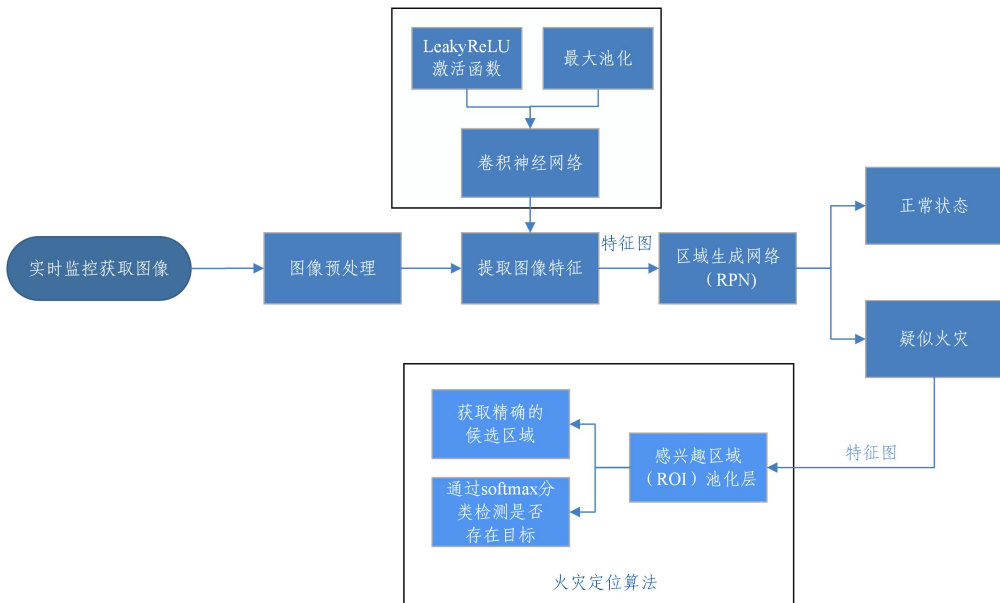 LeakyReLU
激活函数
最大池化
卷积神经网络
实时监控获取图像
图像预处理
提取图像特征
特征图
区域生成网络
（RPN)
正常状态
疑似火灾
特征图
感兴趣区域
（ROI）池化层
获取精确的
候选区域
通过softmax分
类检测是否
存在目标
火灾定位算法